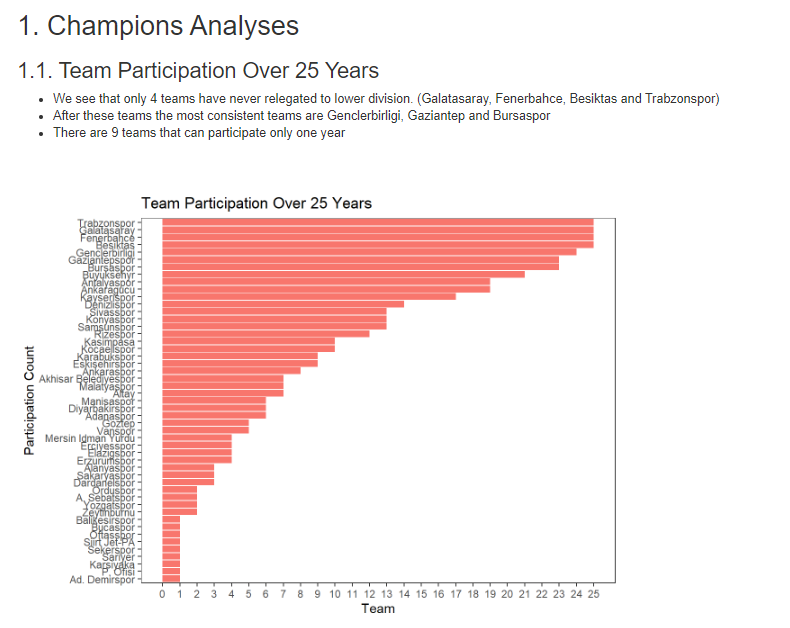 1. Champions Analyses
1.1. Team Participation Over 25 Years
• We see that only 4 teams have never relegated to lower division. (Galatasaray, Fenerbahce, Besiktas and Trabzonspor)
• After these teams the most consistent teams are Genclerbirligi, Gaziantep and Bursaspor
• There are 9 teams that can participate only one year
Team Participation Over 25 Years
Trabzonspor
Galatasaray
Fenerbahce
Besiktas
Genclerbirligi
Gaziantepspor
Bursaspor
Buyuksehyr
Antalyaspor
Ankaragucu
Kayserispor
Denizlispor
Sivasspor
Konyaspor
Samsunspor
Rizespor
Kasimpasa
Kocaelispor
Karabukspor
Eskisehirspor
Ankaraspor
Akhisar Belediyespor
Malatyaspor
Altay
Manisaspor
Diyarbakirspor
Adanaspor
Goztep
Vanspor
Mersin Idman Yurdu
Erciyesspor
Elazigspor
Erzurumspor
Alanyaspor
Sakaryaspor
Dardanelspor
Orduspor
A. Sebatspor
Yozgatspor
Zeytinburnu
Balikesirspor
Bucaspor
Oftasspor
Siirt Jet-PA
Sekerspor
Sariyer
Karsiyaka
P. Ofisi
Ad. Demirspor
Participation Count
0 1 2 3 4 5 6 7 8 9 10 11 12 13 14 15 16 17 18 19 20 21 22 23 24 25
Team